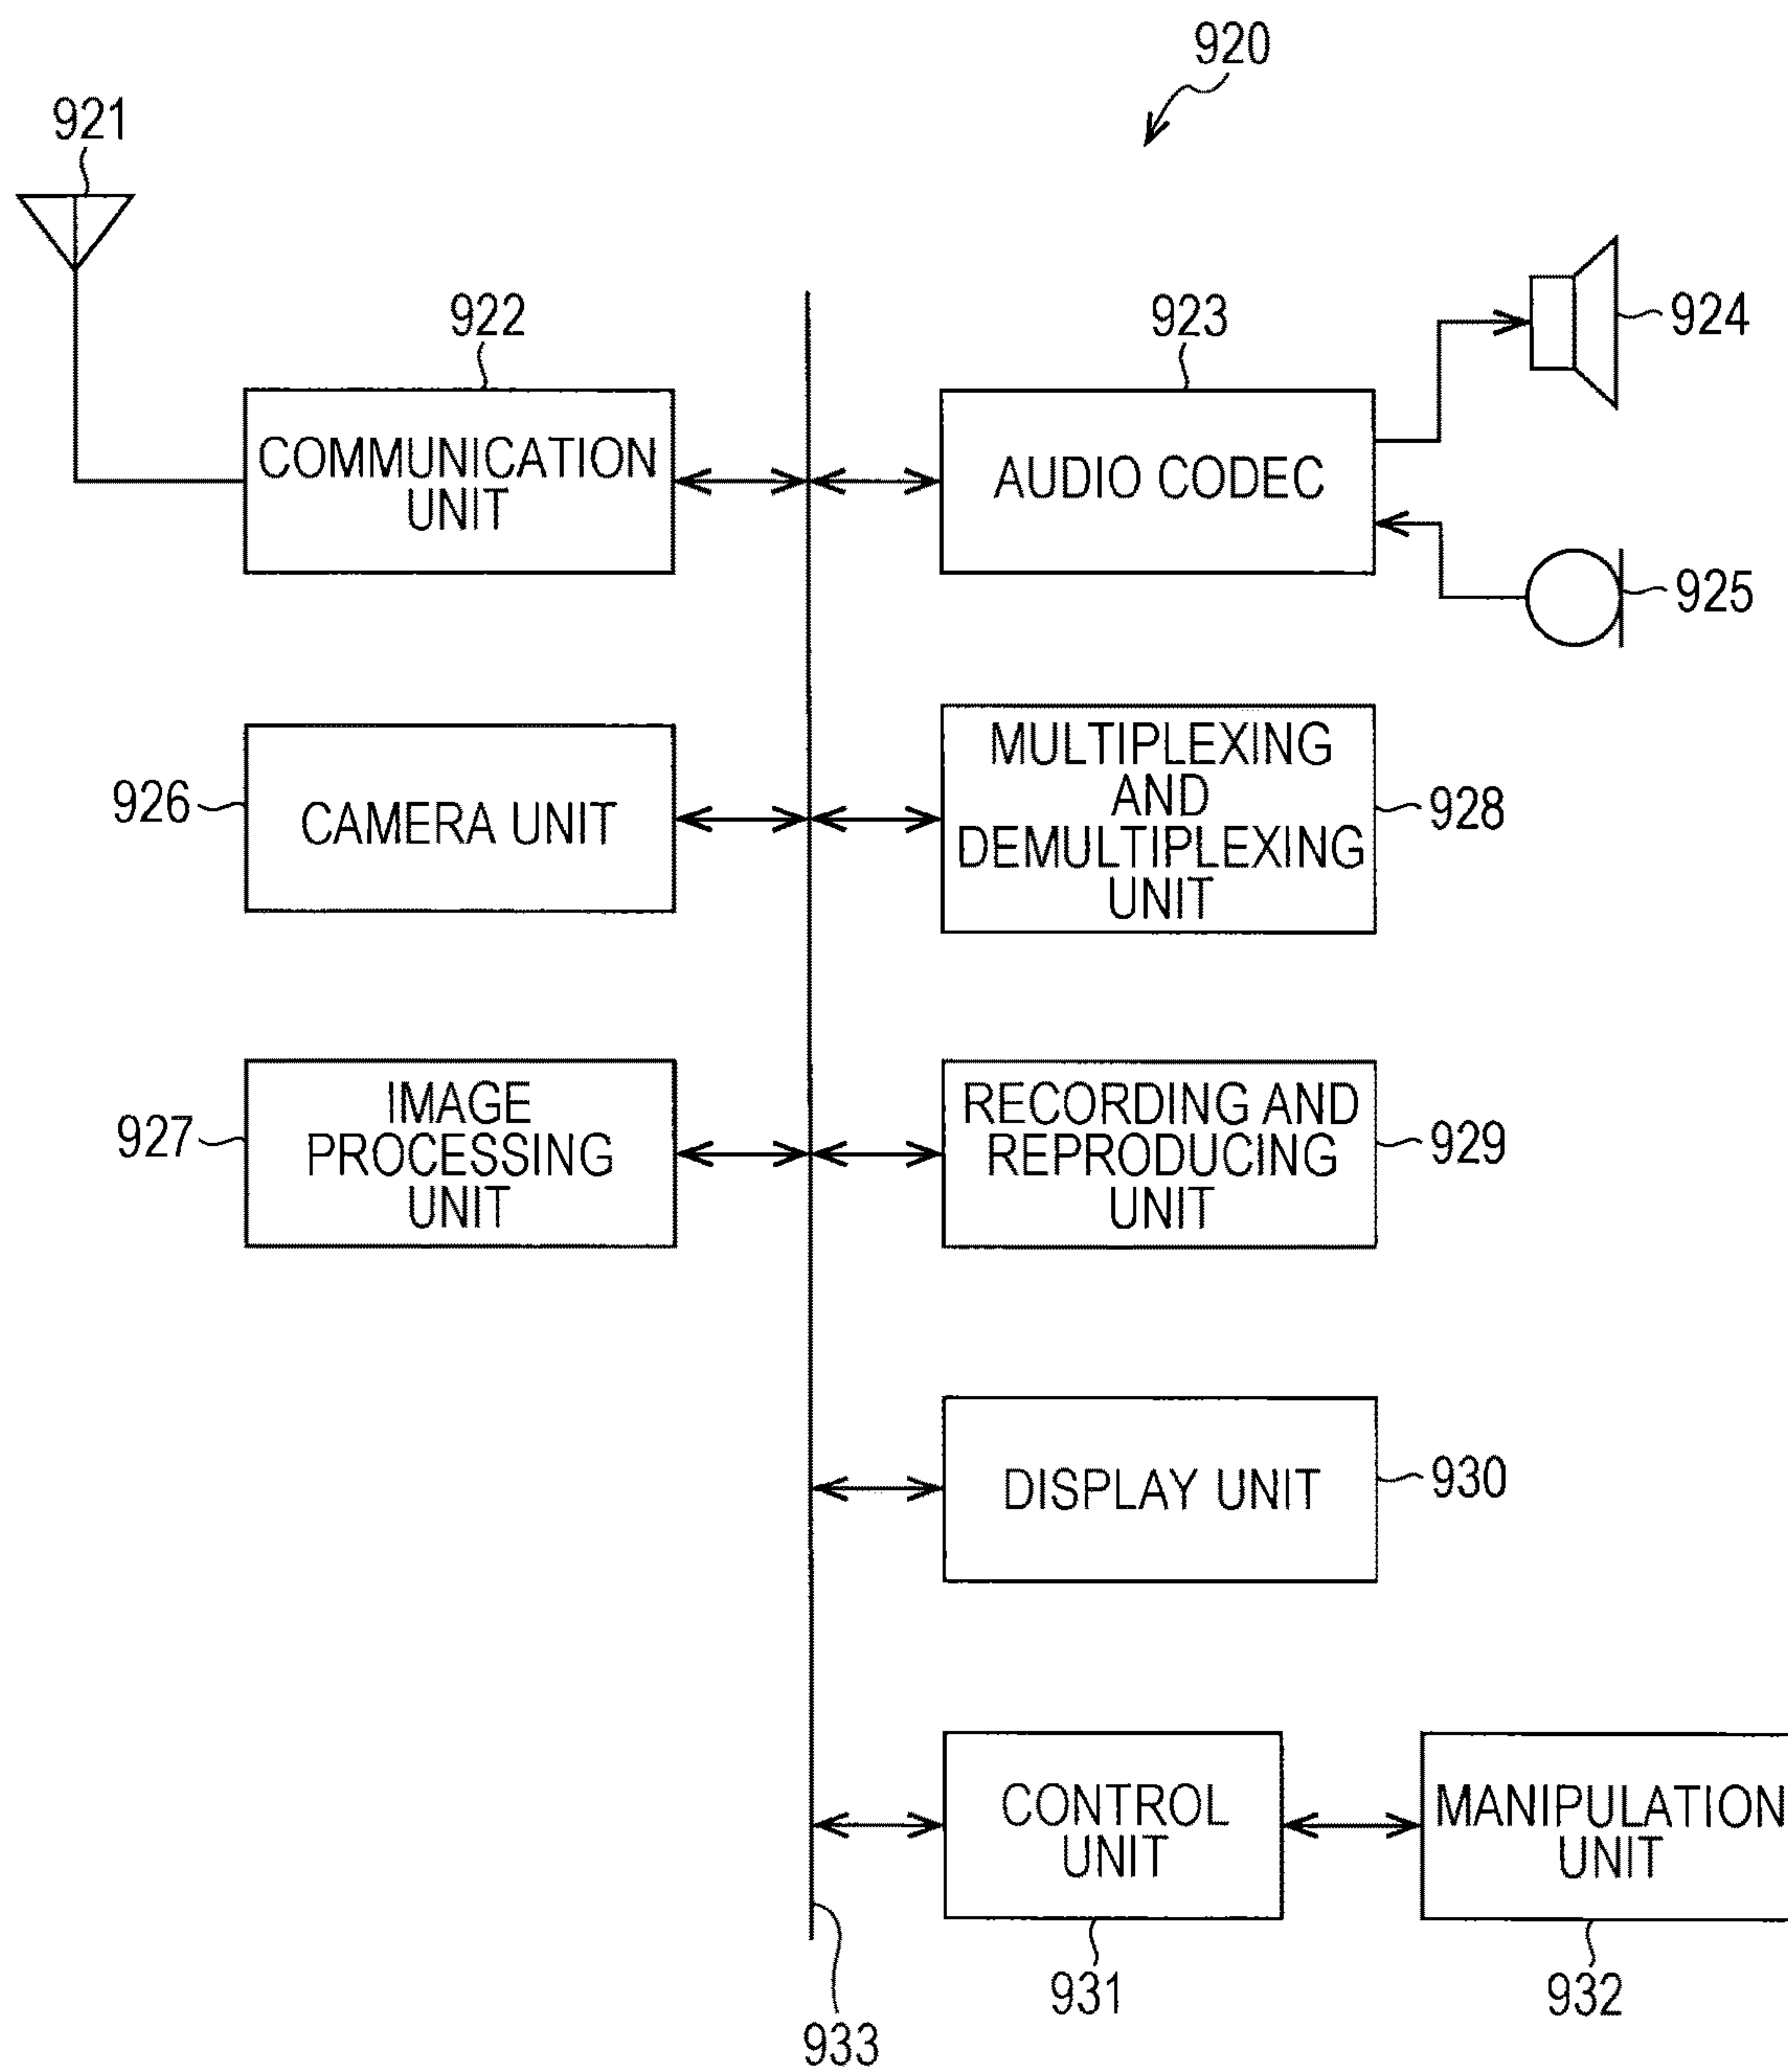 920
921
922
923
924
COMMUNICATION
UNIT
AUDIO CODEC
925
926
CAMERA UNIT
MULTIPLEXING
AND
DEMULTIPLEXING
UNIT
928
927
IMAGE
PROCESSING
UNIT
RECORDING AND
REPRODUCING
UNIT
929
DISPLAY UNIT
930
CONTROL
UNIT
MANIPULATION
UNIT
931
932
933